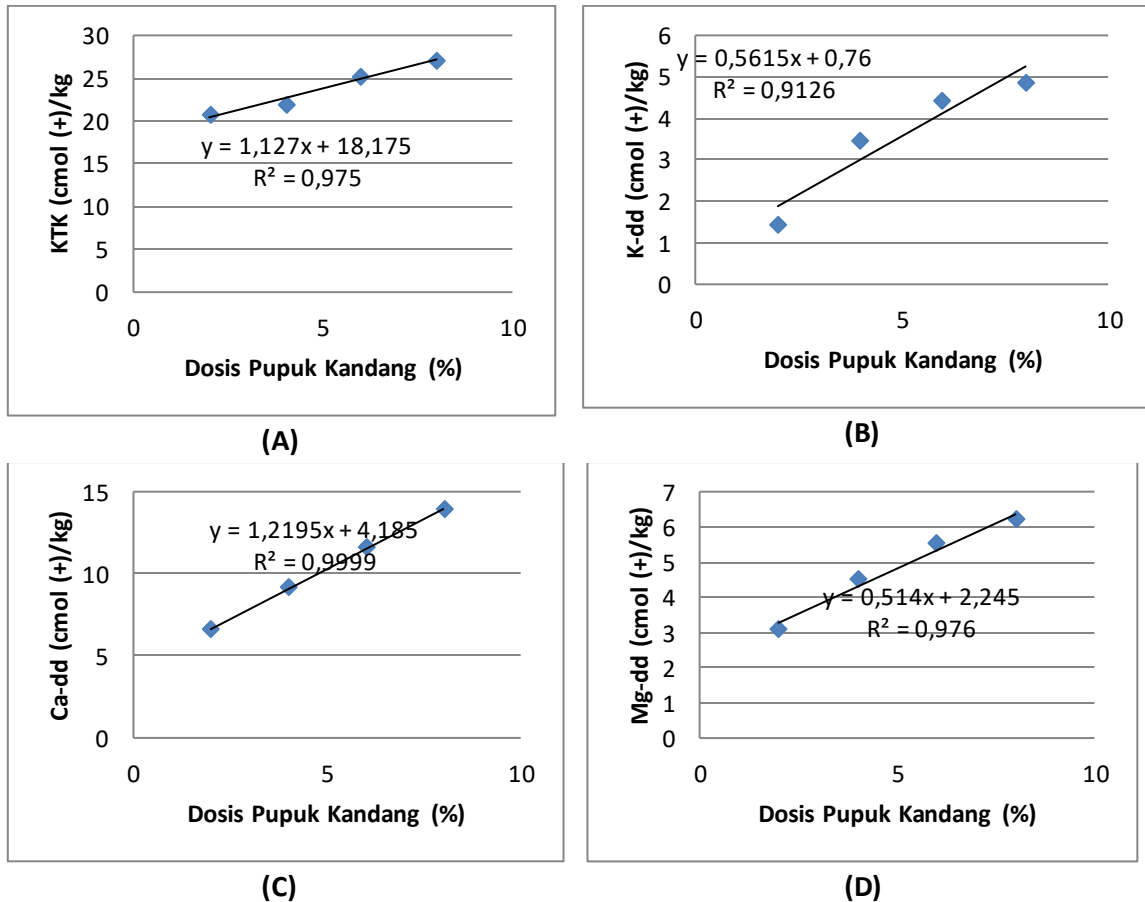 KTK (cmol (+)/kg
30
25
20
15
10
5
0
y = 1,127x + 18,175
R² = 0,975
0 5 10
Dosis Pupuk Kandang (%)
(A)
K-dd (cmol (+)/kg)
6
5
4
3
2
1
0
y = 0,5615x + 0,76
R² = 0,9126
0 5 10
Dosis Pupuk Kandang (%)
(B)
Ca-dd (cmol (+)/kg)
15
10
5
0
y = 1,2195x + 4,185
R² = 0,9999
0 5 10
Dosis Pupuk Kandang (%)
(C)
Mg-dd (cmol (+)/kg)
7
6
5
4
3
2
1
0
y = 0,514x + 2,245
R² = 0,976
0 5 10
Dosis Pupuk Kandang (%)
(D)